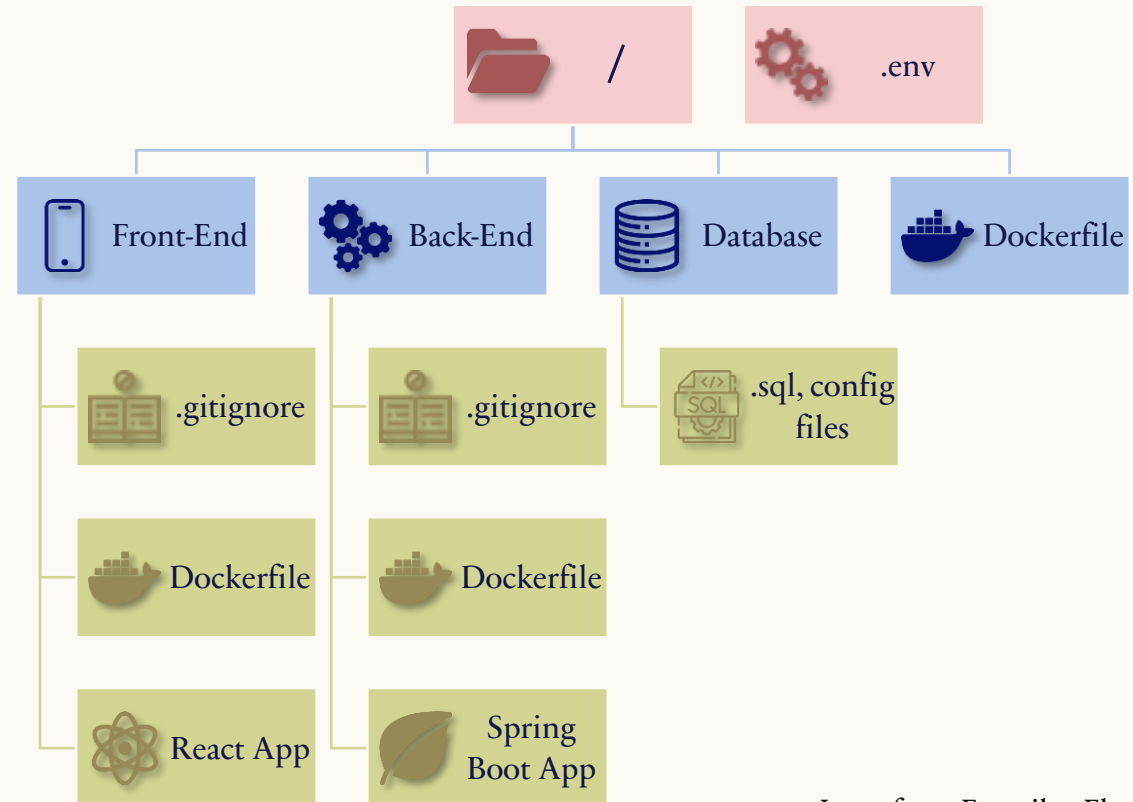 /
.env
Front-End
Back-End
Database
Dockerfile
.gitignore
.gitignore
.sql, config
files
SQL
Dockerfile
Dockerfile
React App
Spring
Boot App